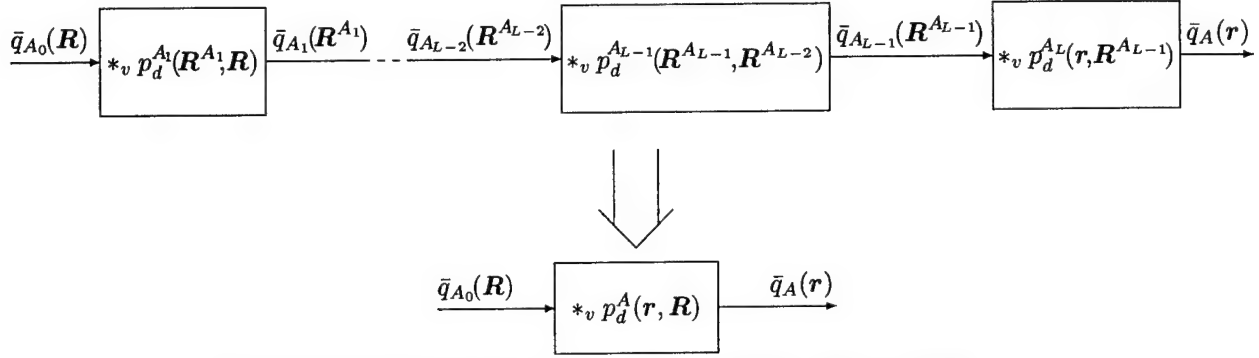 q̄_{A_0}(R)
*_v p_d^{A_1}(R^{A_1},R)
q̄_{A_1}(R^{A_1})
q̄_{A_{L-2}}(R^{A_{L-2}})
*_v p_d^{A_{L-1}}(R^{A_{L-1}},R^{A_{L-2}})
q̄_{A_{L-1}}(R^{A_{L-1}})
*_v p_d^{A_L}(r,R^{A_{L-1}})
q̄_A(r)
q̄_{A_0}(R)
*_v p_d^A(r, R)
q̄_A(r)